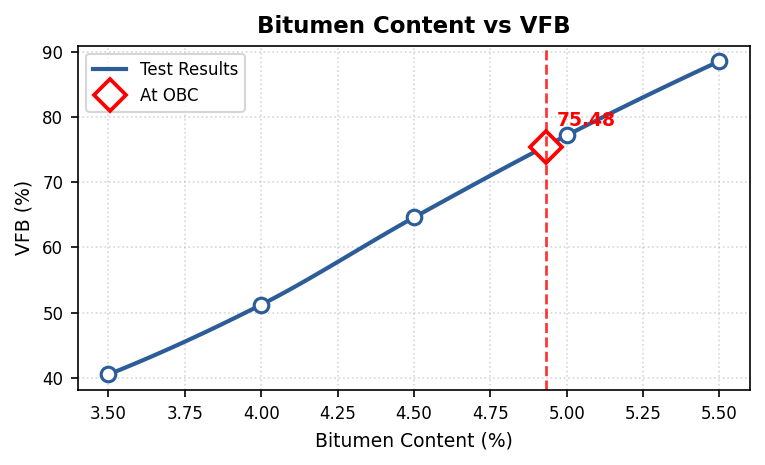 Bitumen Content vs VFB
Test Results
At OBC
75.48
VFB (%)
90
80
70
60
50
40
3.50 3.75 4.00 4.25 4.50 4.75 5.00 5.25 5.50
Bitumen Content (%)